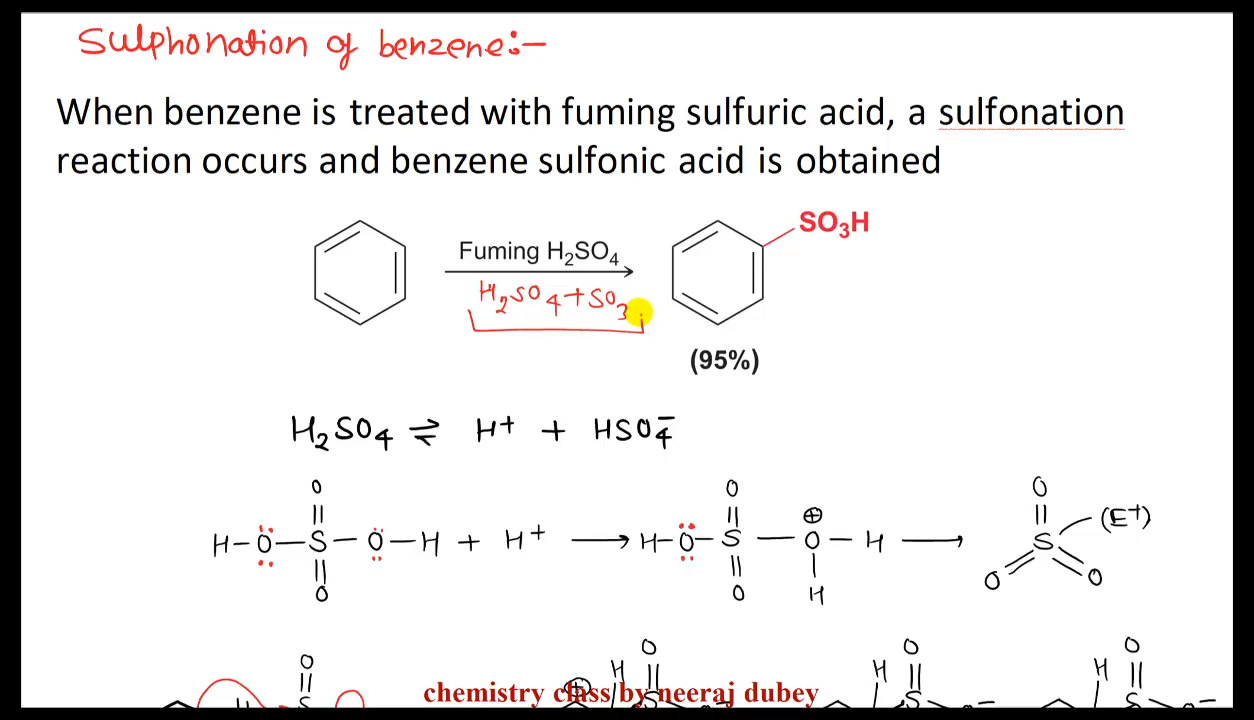 Sulphonation of benzene:-
When benzene is treated with fuming sulfuric acid, a sulfonation
reaction occurs and benzene sulfonic acid is obtained
SO₃H
Fuming H₂SO₄
H₂SO₄+SO₃
(95%)
H₂SO₄ ⇌ H⁺ + HSO₄⁻
O O O
H-O-S-O-H + H⁺ ⟶ H-O-S-O-H ⟶ S (E⁺)
⊕
O O
O O H
O O O O
H H H
H S ⊕ S S S
chemistry class by neeraj dubey